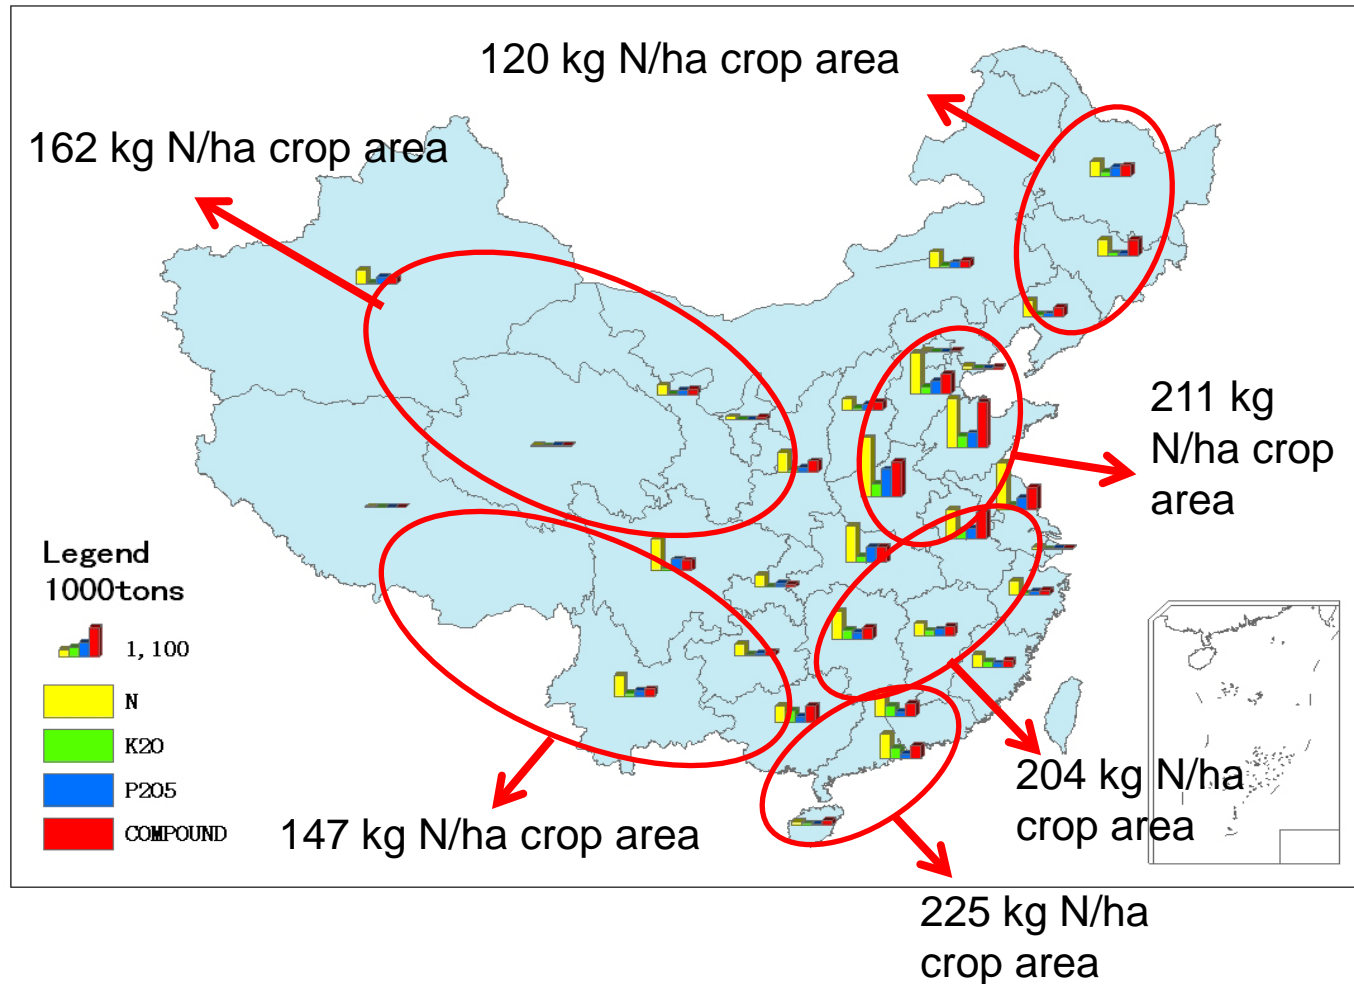 120 kg N/ha crop area
162 kg N/ha crop area
211 kg
N/ha crop
area
Legend
1000tons
1,100
N
K2O
P2O5
COMPOUND
147 kg N/ha crop area
204 kg N/ha
crop area
225 kg N/ha
crop area